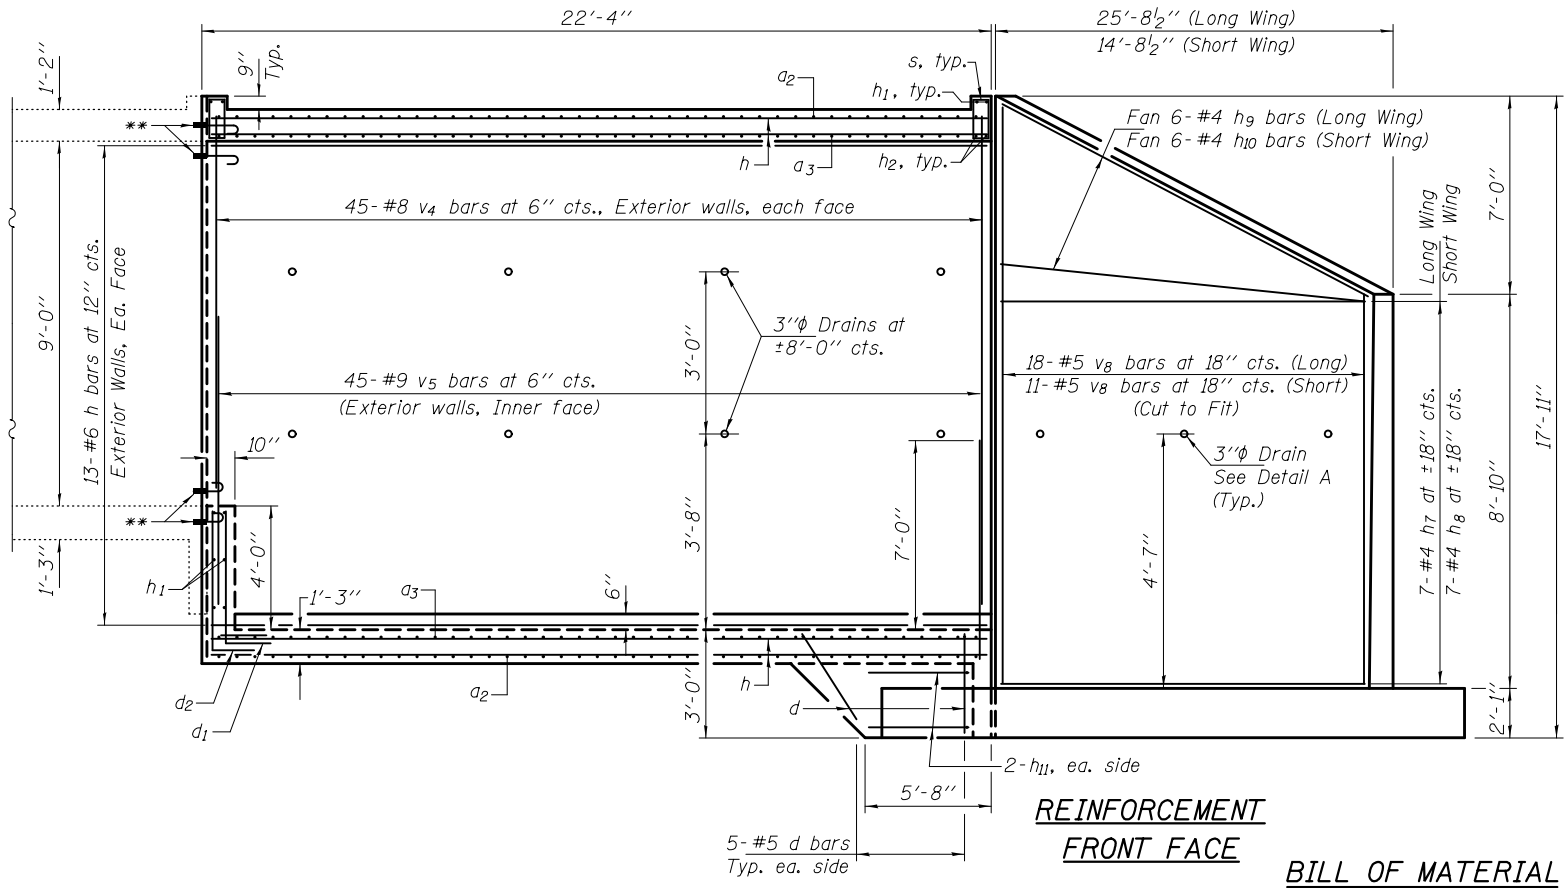 22'-4"
25'-8½" (Long Wing)
14'-8½" (Short Wing)
1'-2"
9"
Typ.
a2
s, typ.
h1, typ.
**
h
a3
h2, typ.
Fan 6-#4 h9 bars (Long Wing)
Fan 6-#4 h10 bars (Short Wing)
7'-0"
45-#8 v4 bars at 6" cts., Exterior walls, each face
Long Wing
Short Wing
9'-0"
13-#6 h bars at 12" cts.
Exterior Walls, Ea. Face
3"ϕ Drains at
±8'-0" cts.
3'-0"
45-#9 v5 bars at 6" cts.
(Exterior walls, Inner face)
18-#5 v8 bars at 18" cts. (Long)
11-#5 v8 bars at 18" cts. (Short)
(Cut to Fit)
17'-11"
10"
3"ϕ Drain
See Detail A
(Typ.)
7-#4 h7 at ±18" cts.
7-#4 h8 at ±18" cts.
8'-10"
**
1'-3"
h1
4'-0"
1'-3"
a3
6"
3'-8"
7'-0"
4'-7"
d2
d1
a2
h
3'-0"
d
2'-1"
2-h11, ea. side
5'-8"
5-#5 d bars
Typ. ea. side
REINFORCEMENT
FRONT FACE
BILL OF MATERIAL